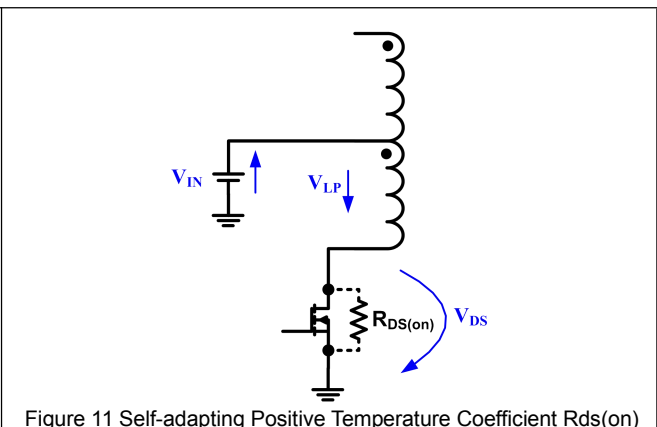 V_IN
V_LP
R_DS(on)
V_DS
Figure 11 Self-adapting Positive Temperature Coefficient Rds(on)